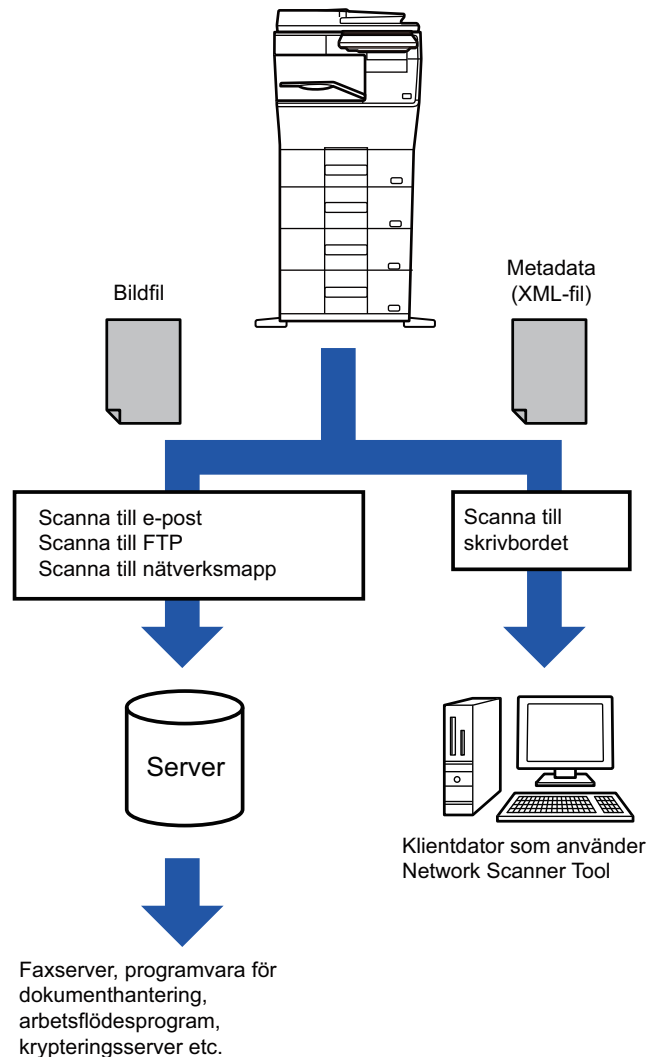 Bildfil
Metadata
(XML-fil)
Scanna till e-post
Scanna till FTP
Scanna till nätverksmapp
Scanna till
skrivbordet
Server
Klientdator som använder
Network Scanner Tool
Faxserver, programvara för
dokumenthantering,
arbetsflödesprogram,
krypteringsserver etc.